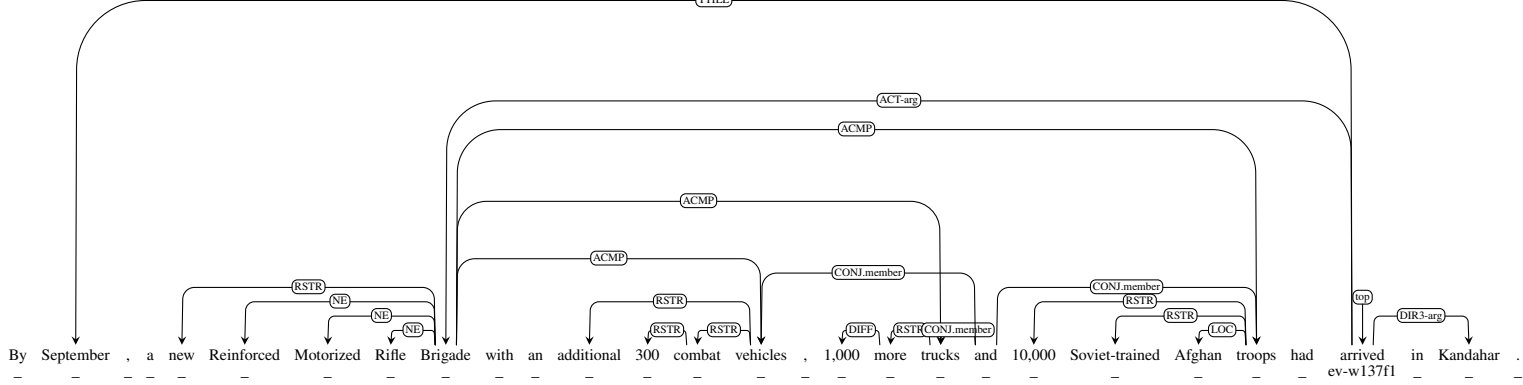 ACT-arg
ACMP
ACMP
ACMP
CONJ.member
RSTR CONJ.member
NE RSTR RSTR top
NE RSTR DIR3-arg
NE RSTR RSTR DIFF CONJ.member LOC
By September , a new Reinforced Motorized Rifle Brigade with an additional 300 combat vehicles , 1,000 more trucks and 10,000 Soviet-trained Afghan troops had arrived in Kandahar .
_ _ _ _ _ _ _ _ _ _ _ _ _ _ _ _ _ _ _ _ _ _ _ _ _ ev-w137f1 _ _ _